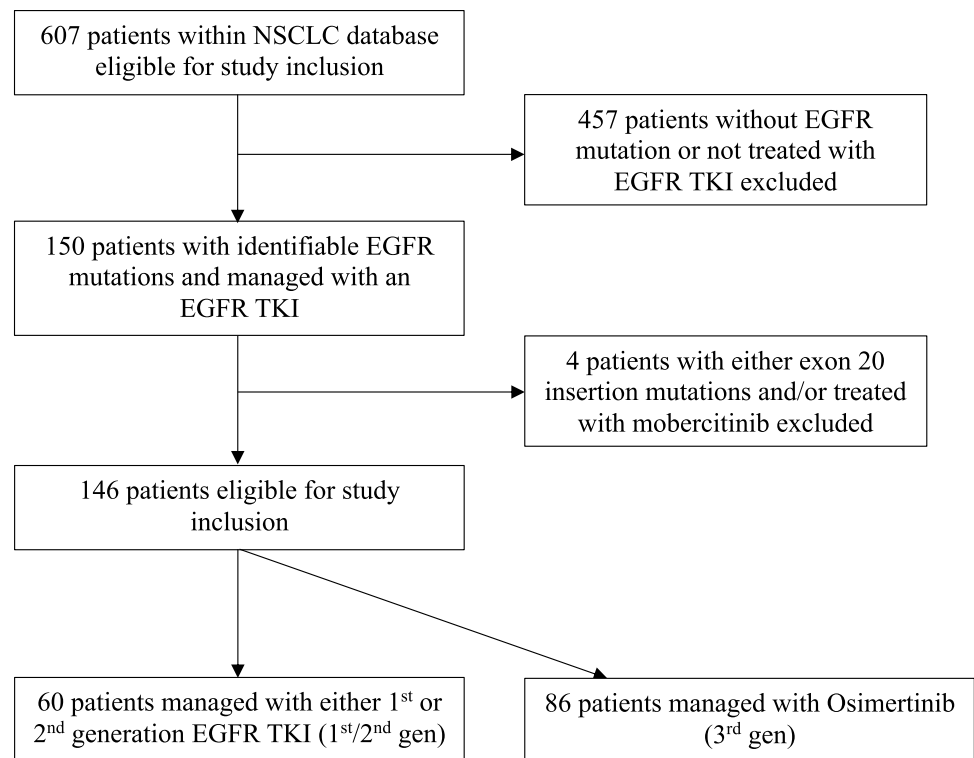 607 patients within NSCLC database
eligible for study inclusion
457 patients without EGFR
mutation or not treated with
EGFR TKI excluded
150 patients with identifiable EGFR
mutations and managed with an
EGFR TKI
4 patients with either exon 20
insertion mutations and/or treated
with mobercitinib excluded
146 patients eligible for study
inclusion
60 patients managed with either 1st or
2nd generation EGFR TKI (1st/2nd gen)
86 patients managed with Osimertinib
(3rd gen)